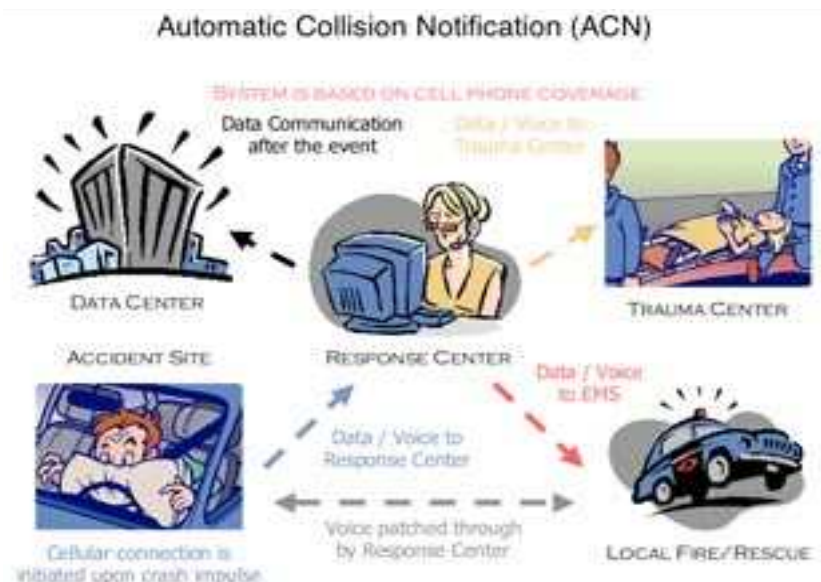 Automatic Collision Notification (ACN)
SYSTEM IS BASED ON CELL PHONE COVERAGE
Data Communication
after the event
Data / Voice to
Trauma Center
DATA CENTER
TRAUMA CENTER
ACCIDENT SITE
RESPONSE CENTER
Data / Voice
to EMS
Data / Voice to
Response Center
Voice patched through
by Response Center
LOCAL FIRE/RESCUE
Cellular connection is
initiated upon crash impulse